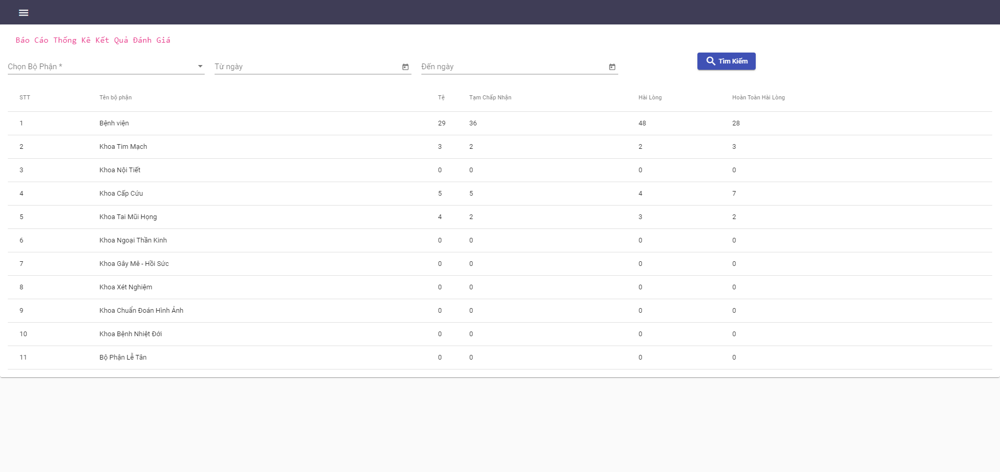 Báo Cáo Thống Kê Kết Quả Đánh Giá
Chọn Bộ Phận * Từ ngày Đến ngày Tìm Kiếm
STT Tên bộ phận Tệ Tạm Chấp Nhận Hài Lòng Hoàn Toàn Hài Lòng
1 Bệnh viện 29 36 48 28
2 Khoa Tim Mạch 3 2 2 3
3 Khoa Nội Tiết 0 0 0 0
4 Khoa Cấp Cứu 5 5 4 7
5 Khoa Tai Mũi Họng 4 2 3 2
6 Khoa Ngoại Thần Kinh 0 0 0 0
7 Khoa Gây Mê - Hồi Sức 0 0 0 0
8 Khoa Xét Nghiệm 0 0 0 0
9 Khoa Chuẩn Đoán Hình Ảnh 0 0 0 0
10 Khoa Bệnh Nhiệt Đới 0 0 0 0
11 Bộ Phận Lễ Tân 0 0 0 0